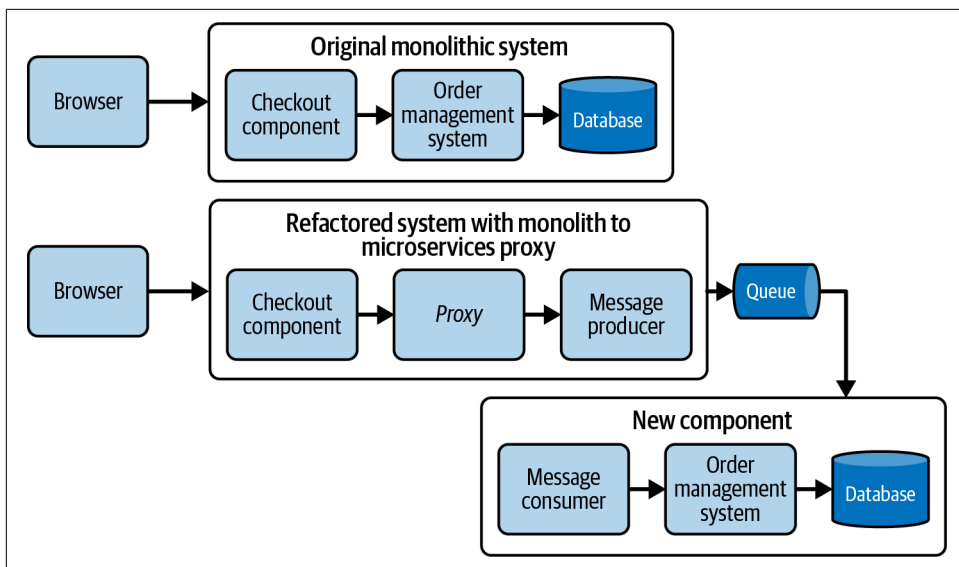 Original monolithic system
Browser
Checkout
component
Order
management
system
Database
Refactored system with monolith to
microservices proxy
Browser
Checkout
component
Proxy
Message
producer
Queue
New component
Message
consumer
Order
management
system
Database